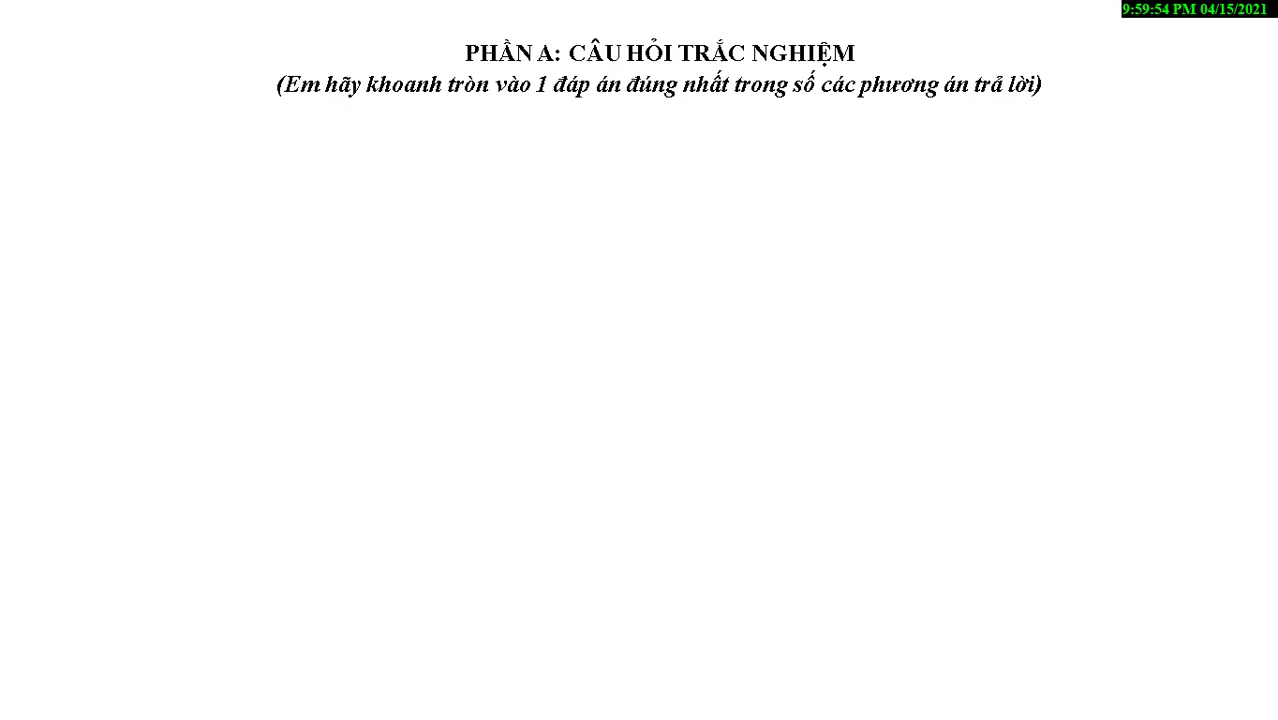 9:59:54 PM 04/15/2021
PHẦN A: CÂU HỎI TRẮC NGHIỆM
(Em hãy khoanh tròn vào 1 đáp án đúng nhất trong số các phương án trả lời)